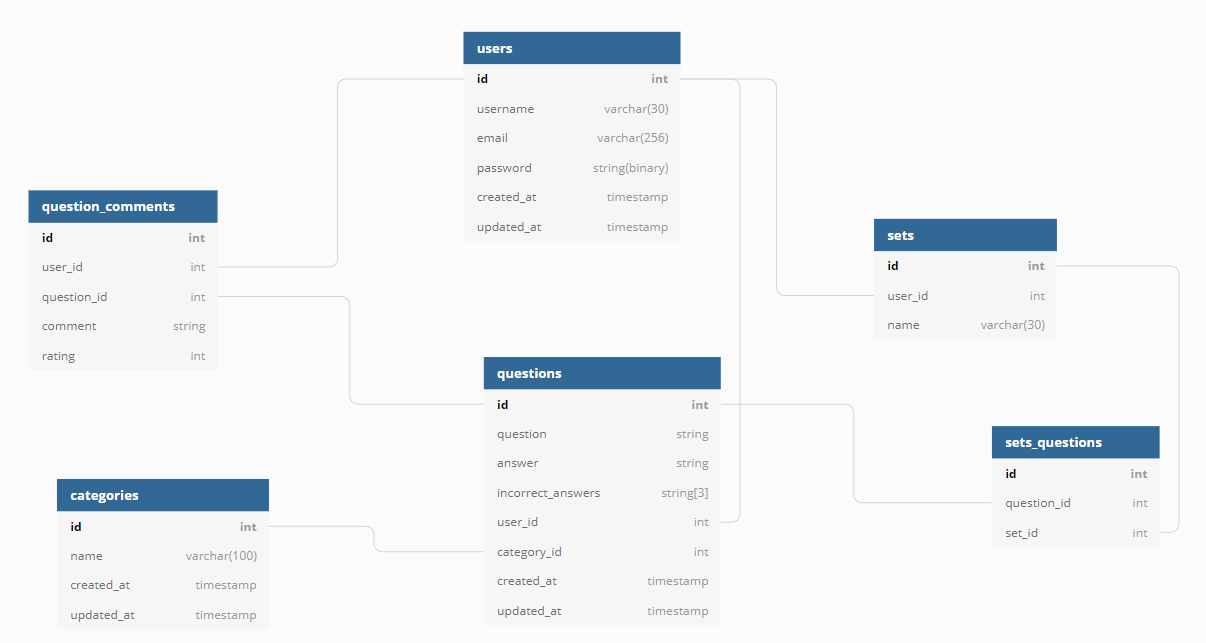 users
id int
username varchar(30)
email varchar(256)
password string(binary)
created_at timestamp
updated_at timestamp
question_comments
id int
user_id int
question_id int
comment string
rating int
sets
id int
user_id int
name varchar(30)
questions
id int
question string
answer string
incorrect_answers string[3]
user_id int
category_id int
created_at timestamp
updated_at timestamp
sets_questions
id int
question_id int
set_id int
categories
id int
name varchar(100)
created_at timestamp
updated_at timestamp